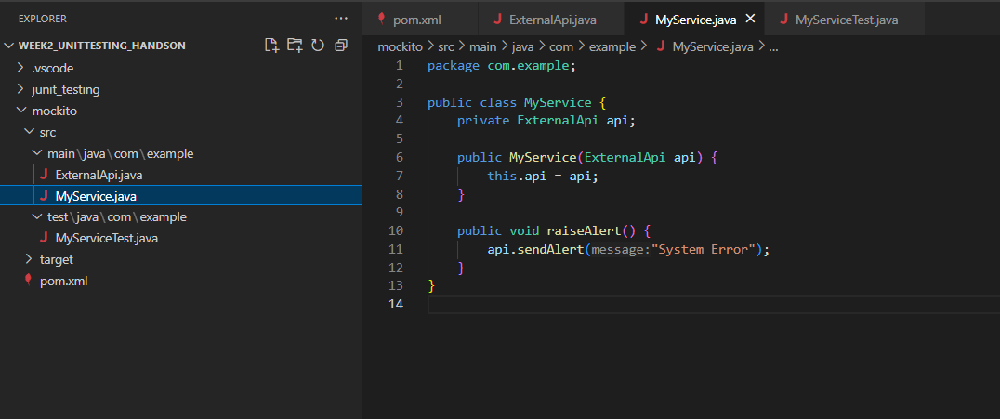 EXPLORER
...
WEEK2_UNITTESTING_HANDSON
.vscode
junit_testing
mockito
src
main\java\com\example
ExternalApi.java
MyService.java
test\java\com\example
MyServiceTest.java
target
pom.xml
pom.xml ExternalApi.java MyService.java MyServiceTest.java
mockito > src > main > java > com > example > MyService.java > ...
1 package com.example;
2
3 public class MyService {
4     private ExternalApi api;
5
6     public MyService(ExternalApi api) {
7         this.api = api;
8     }
9
10     public void raiseAlert() {
11         api.sendAlert(message:"System Error");
12     }
13 }
14